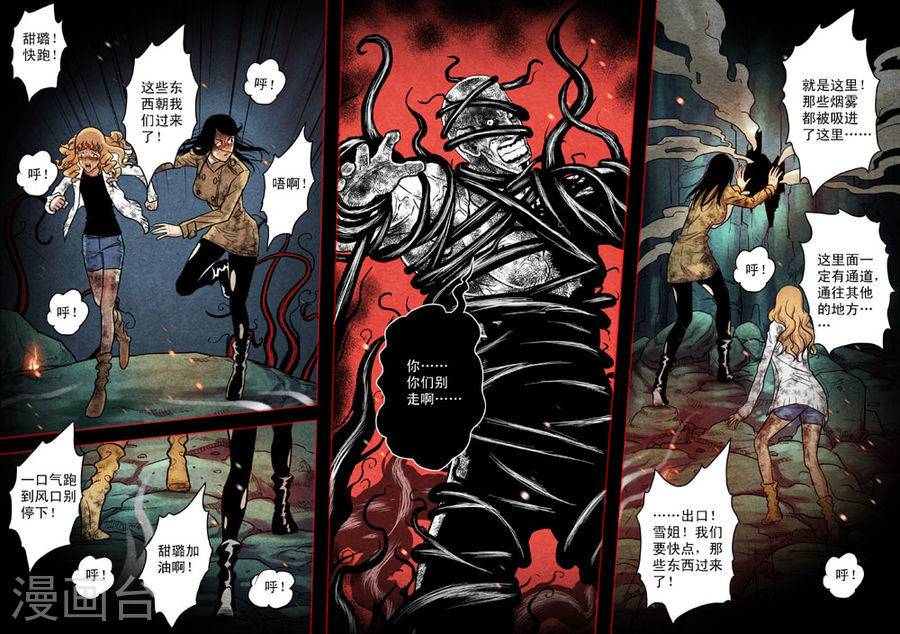 甜璐！
快跑！
这些东
西朝我
们过来
了！
呼！
呼！
唔啊！
呼！
呼！
一口气跑
到风口别
停下！
甜璐加
油啊！
呼！
呼！
漫画台
你……
你们别
走啊……
就是这里！
那些烟雾
都被吸进
了这里……
呼！
这里面一
定有通道，
通往其他
的地方…
……
呼！
……出口！
雪姐！我们
要快点，那
些东西过来
了！
呼！